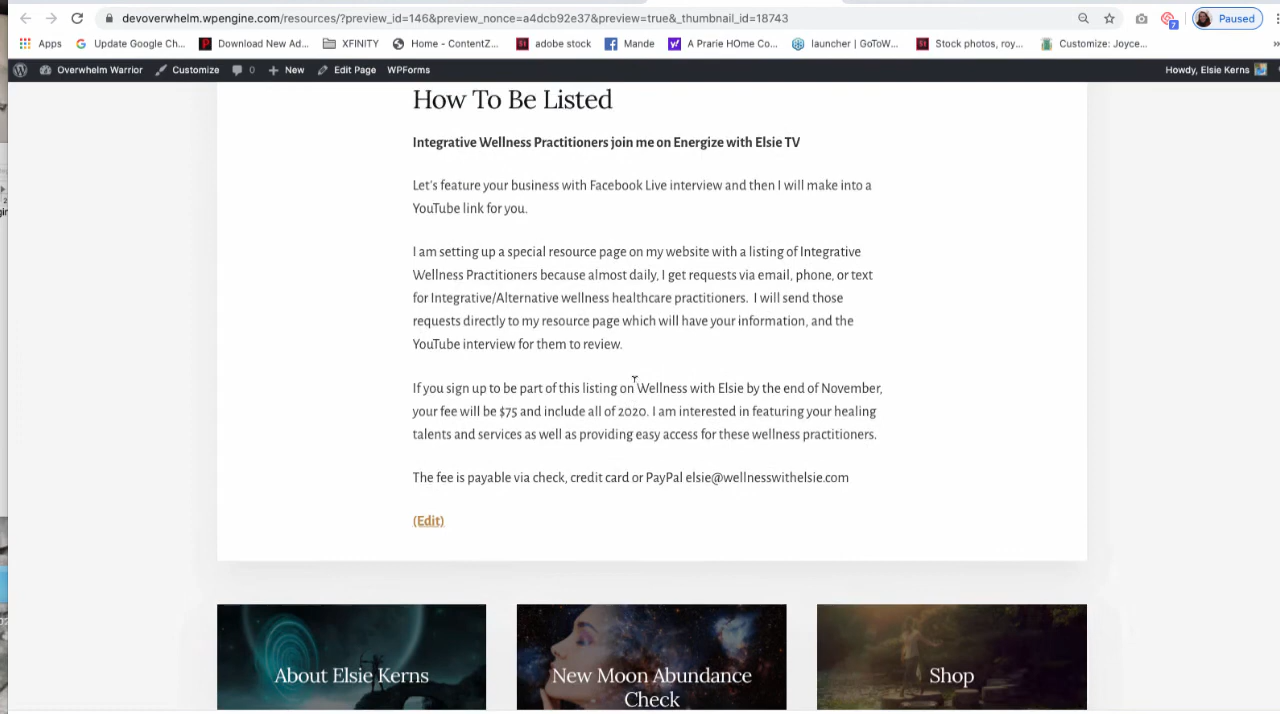 devoverwhelm.wpengine.com/resources/?preview_id=146&preview_nonce=a4dcb92e37&preview=true&_thumbnail_id=18743
7
Paused
Apps
Update Google Ch...
Download New Ad...
XFINITY
Home - ContentZ...
adobe stock
Mande
A Prarie HOme Co...
launcher | GoToW...
Stock photos, roy...
Customize: Joyce...
»
Overwhelm Warrior
Customize
+ New
Edit Page
WPForms
Howdy, Elsie Kerns
How To Be Listed
Integrative Wellness Practitioners join me on Energize with Elsie TV
Let's feature your business with Facebook Live interview and then I will make into a
YouTube link for you.
I am setting up a special resource page on my website with a listing of Integrative
Wellness Practitioners because almost daily, I get requests via email, phone, or text
for Integrative/Alternative wellness healthcare practitioners.  I will send those
requests directly to my resource page which will have your information, and the
YouTube interview for them to review.
If you sign up to be part of this listing on Wellness with Elsie by the end of November,
your fee will be $75 and include all of 2020. I am interested in featuring your healing
talents and services as well as providing easy access for these wellness practitioners.
The fee is payable via check, credit card or PayPal elsie@wellnesswithelsie.com
(Edit)
About Elsie Kerns
New Moon Abundance
Check
Shop